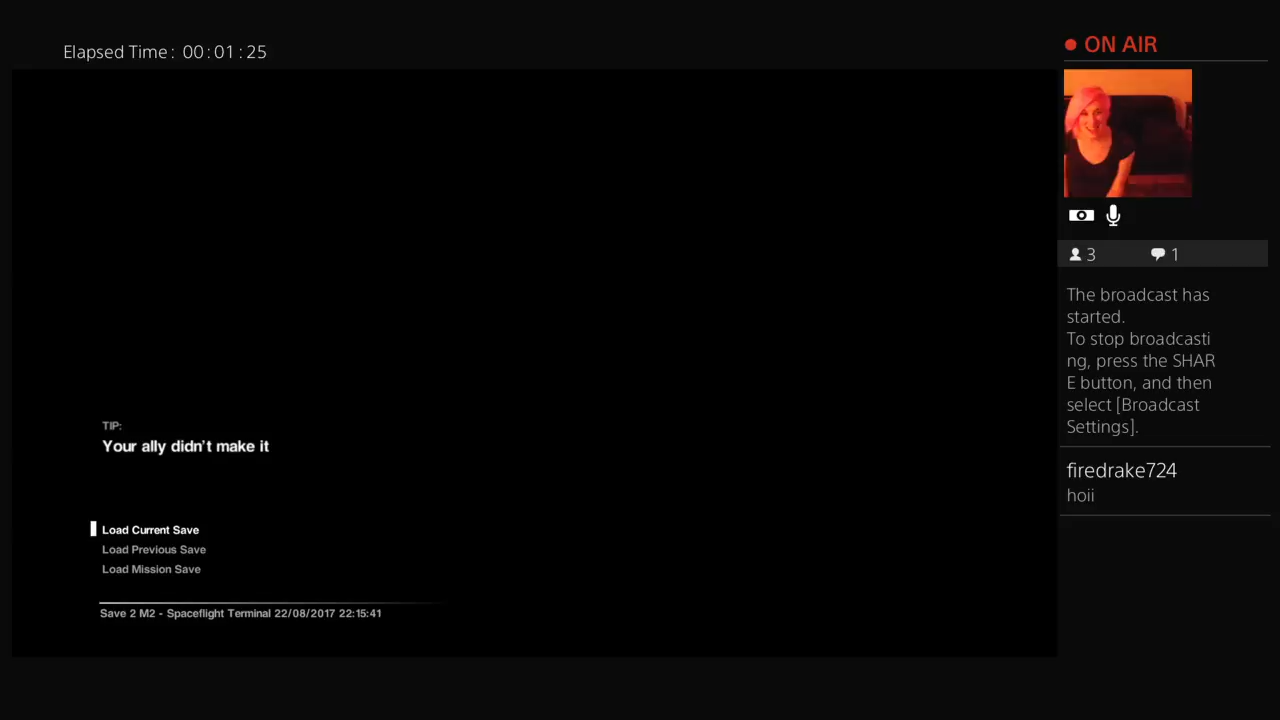 Elapsed Time: 00:01:25
ON AIR
3 1
The broadcast has
started.
To stop broadcasti
ng, press the SHAR
E button, and then
select [Broadcast
Settings].
firedrake724
hoii
TIP:
Your ally didn't make it
Load Current Save
Load Previous Save
Load Mission Save
Save 2 M2 - Spaceflight Terminal 22/08/2017 22:15:41